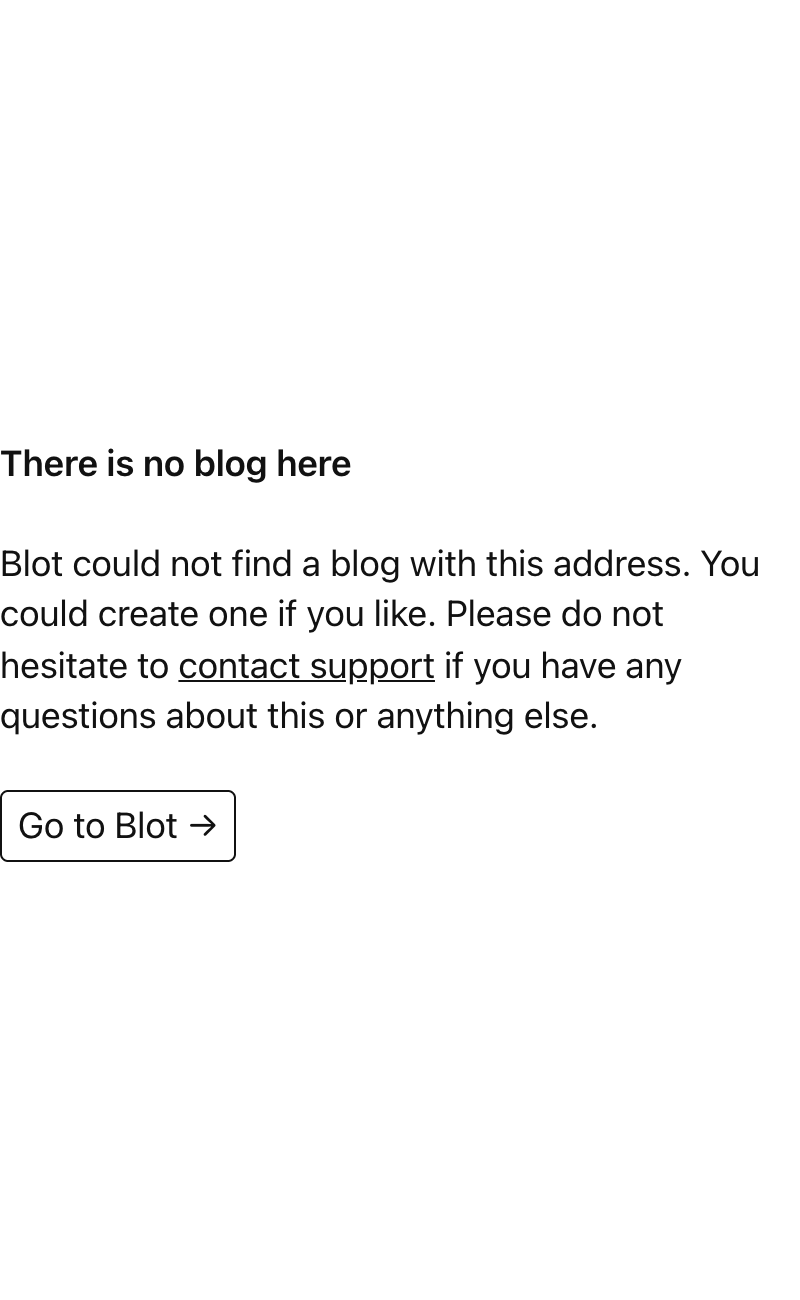 There is no blog here
Blot could not find a blog with this address. You
could create one if you like. Please do not
hesitate to contact support if you have any
questions about this or anything else.
Go to Blot →